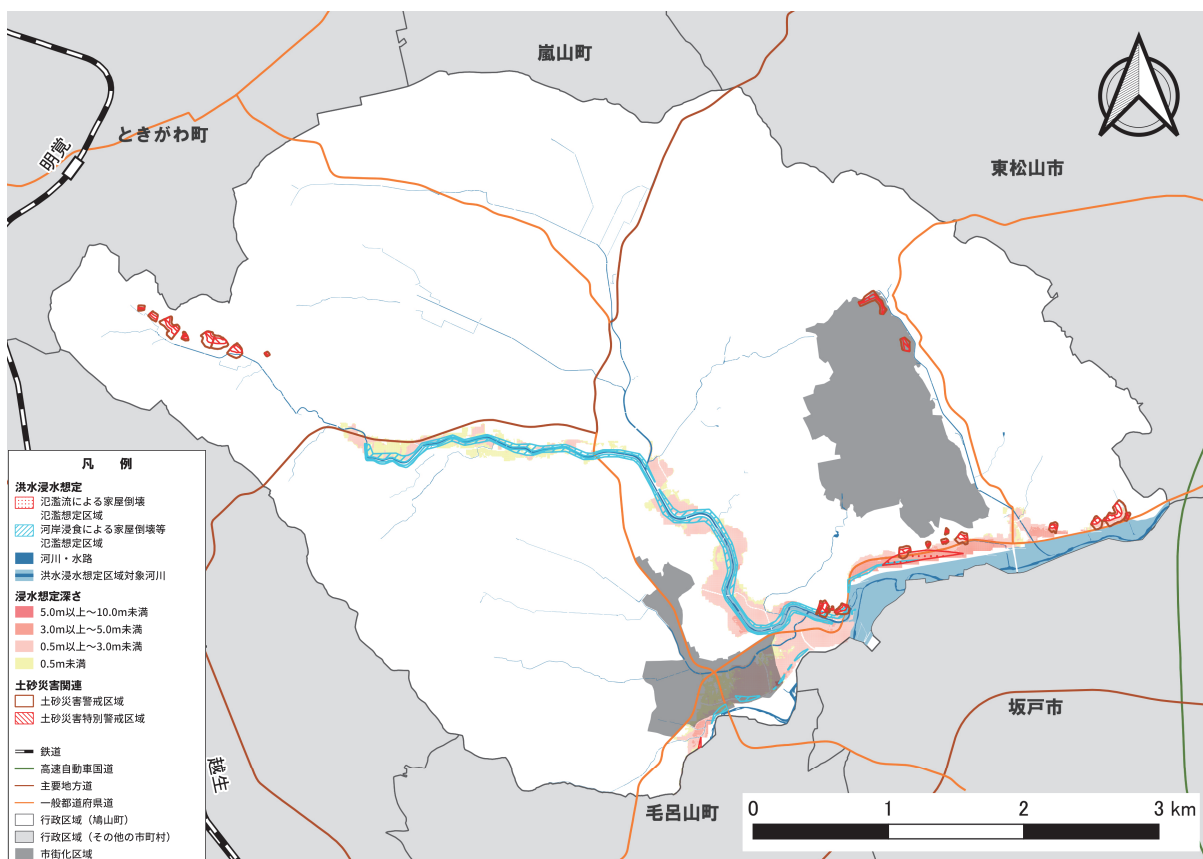 嵐山町
ときがわ町
明覚
東松山市
凡 例
洪水浸水想定
氾濫流による家屋倒壊
氾濫想定区域
河岸浸食による家屋倒壊等
氾濫想定区域
河川・水路
洪水浸水想定区域対象河川
浸水想定深さ
5.0m以上～10.0m未満
3.0m以上～5.0m未満
0.5m以上～3.0m未満
0.5m未満
土砂災害関連
土砂災害警戒区域
土砂災害特別警戒区域
鉄道
高速自動車国道
主要地方道
一般都道府県道
行政区域（鳩山町）
行政区域（その他の市町村）
市街化区域
越生
坂戸市
毛呂山町
0 1 2 3 km